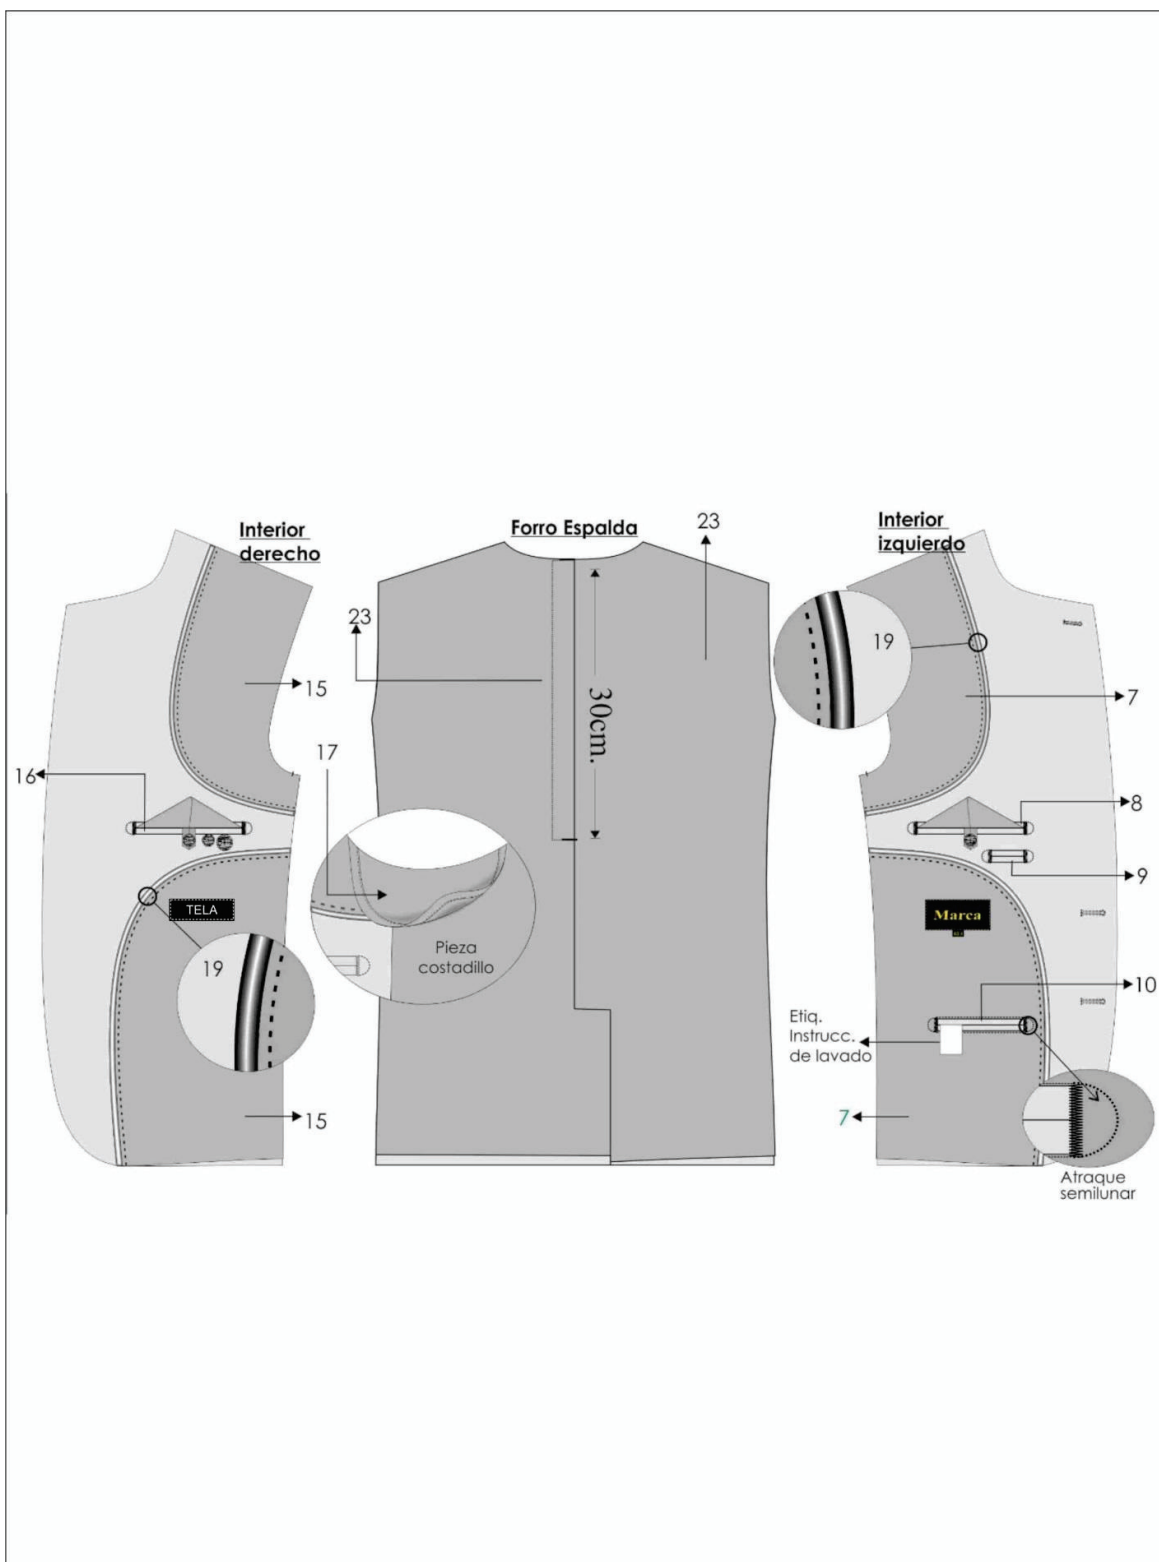 Interior
derecho
15
16
TELA
19
15
Forro Espalda
23
23
30cm.
17
Pieza
costadillo
Interior
izquierdo
19
7
8
9
Marca
10
Etiq.
Instrucc.
de lavado
7
Atraque
semilunar